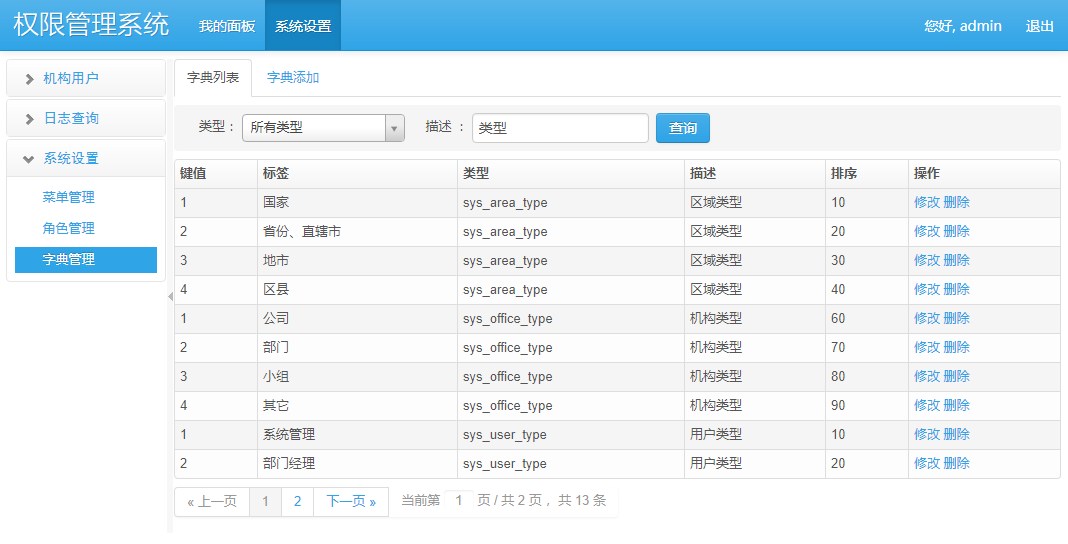 权限管理系统 我的面板 系统设置 您好, admin 退出
机构用户
日志查询
系统设置
菜单管理
角色管理
字典管理
字典列表 字典添加
类型： 所有类型 描述 ： 类型 查询
键值 标签 类型 描述 排序 操作
1 国家 sys_area_type 区域类型 10 修改 删除
2 省份、直辖市 sys_area_type 区域类型 20 修改 删除
3 地市 sys_area_type 区域类型 30 修改 删除
4 区县 sys_area_type 区域类型 40 修改 删除
1 公司 sys_office_type 机构类型 60 修改 删除
2 部门 sys_office_type 机构类型 70 修改 删除
3 小组 sys_office_type 机构类型 80 修改 删除
4 其它 sys_office_type 机构类型 90 修改 删除
1 系统管理 sys_user_type 用户类型 10 修改 删除
2 部门经理 sys_user_type 用户类型 20 修改 删除
« 上一页 1 2 下一页 » 当前第 1 页 / 共 2 页， 共 13 条